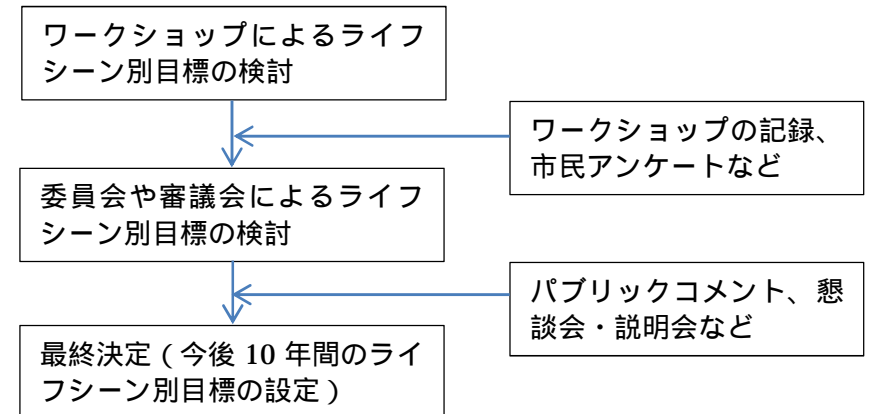 ワークショップによるライフ
シーン別目標の検討
ワークショップの記録、
市民アンケートなど
委員会や審議会によるライフ
シーン別目標の検討
パブリックコメント、懇
談会・説明会など
最終決定（今後 10 年間のライ
フシーン別目標の設定）